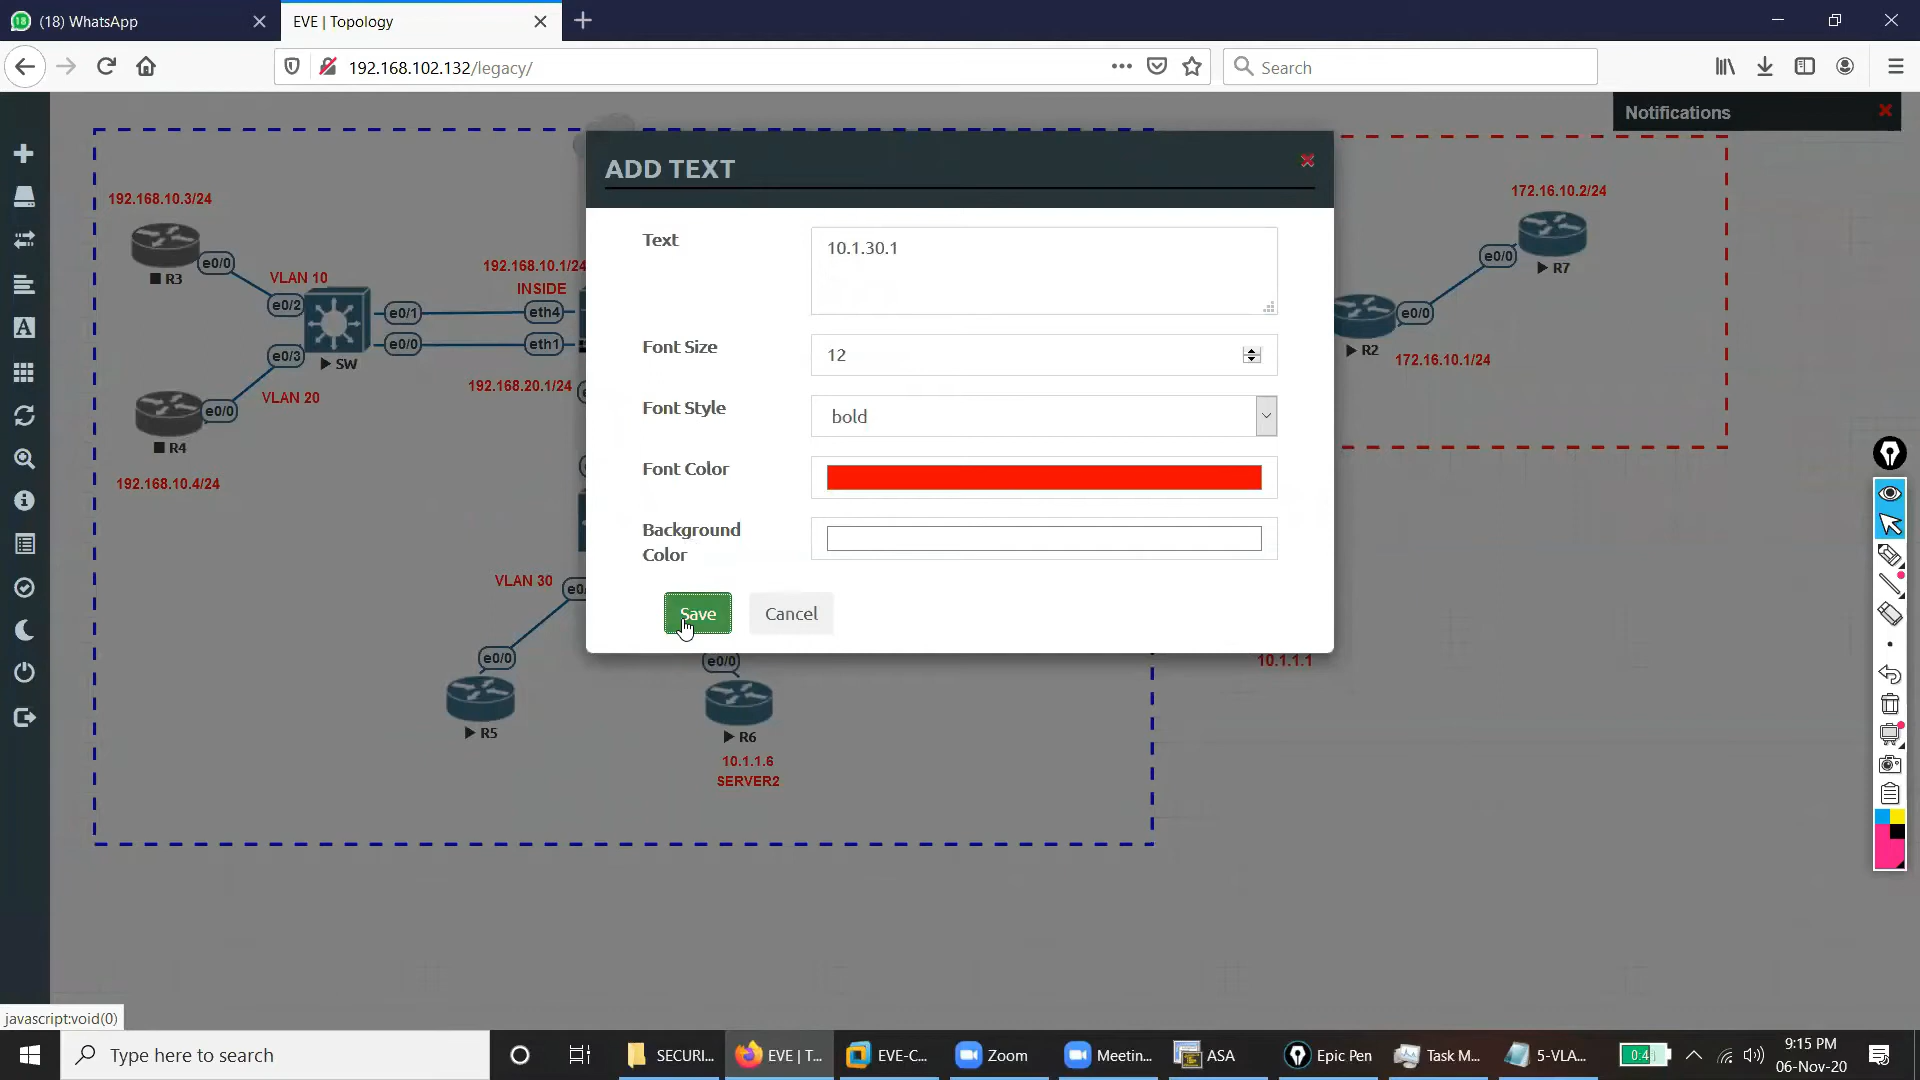 (18) WhatsApp
EVE | Topology
192.168.102.132/legacy/
Search
Notifications
ADD TEXT
Text
10.1.30.1
Font Size
12
Font Style
bold
Font Color
Background
Color
Save
Cancel
192.168.10.3/24
e0/0
R3
VLAN 10
e0/2
e0/1
e0/0
e0/3
SW
192.168.10.1/24
INSIDE
eth4
eth1
192.168.20.1/24
VLAN 20
e0/0
R4
192.168.10.4/24
VLAN 30
e0/0
R5
e0/0
R6
10.1.1.6
SERVER2
172.16.10.2/24
e0/0
R7
e0/0
R2
172.16.10.1/24
10.1.1.1
javascript:void(0)
Type here to search
SECURI...
EVE | T...
EVE-C...
Zoom
Meetin...
ASA
Epic Pen
Task M...
5-VLA...
9:15 PM
06-Nov-20